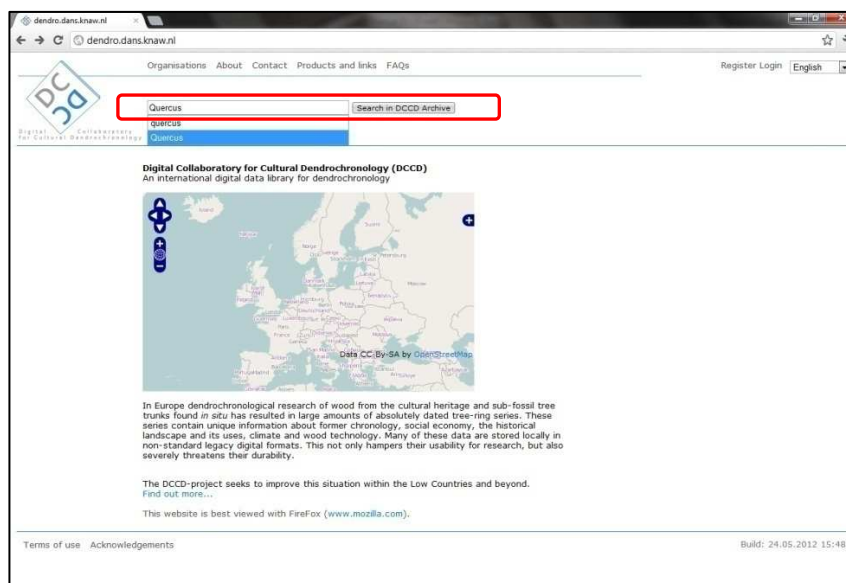 dendro.dans.knaw.nl
dendro.dans.knaw.nl
Organisations About Contact Products and links FAQs
Register Login English
DCCD
Digital Collaboratory
for Cultural Dendrochronology
Quercus Search in DCCD Archive
quercus
Quercus
Digital Collaboratory for Cultural Dendrochronology (DCCD)
An international digital data library for dendrochronology
Data CC-By-SA by OpenStreetMap
In Europe dendrochronological research of wood from the cultural heritage and sub-fossil tree
trunks found in situ has resulted in large amounts of absolutely dated tree-ring series. These
series contain unique information about former chronology, social economy, the historical
landscape and its uses, climate and wood technology. Many of these data are stored locally in
non-standard legacy digital formats. This not only hampers their usability for research, but also
severely threatens their durability.
The DCCD-project seeks to improve this situation within the Low Countries and beyond.
Find out more...
This website is best viewed with FireFox (www.mozilla.com).
Terms of use Acknowledgements
Build: 24.05.2012 15:48